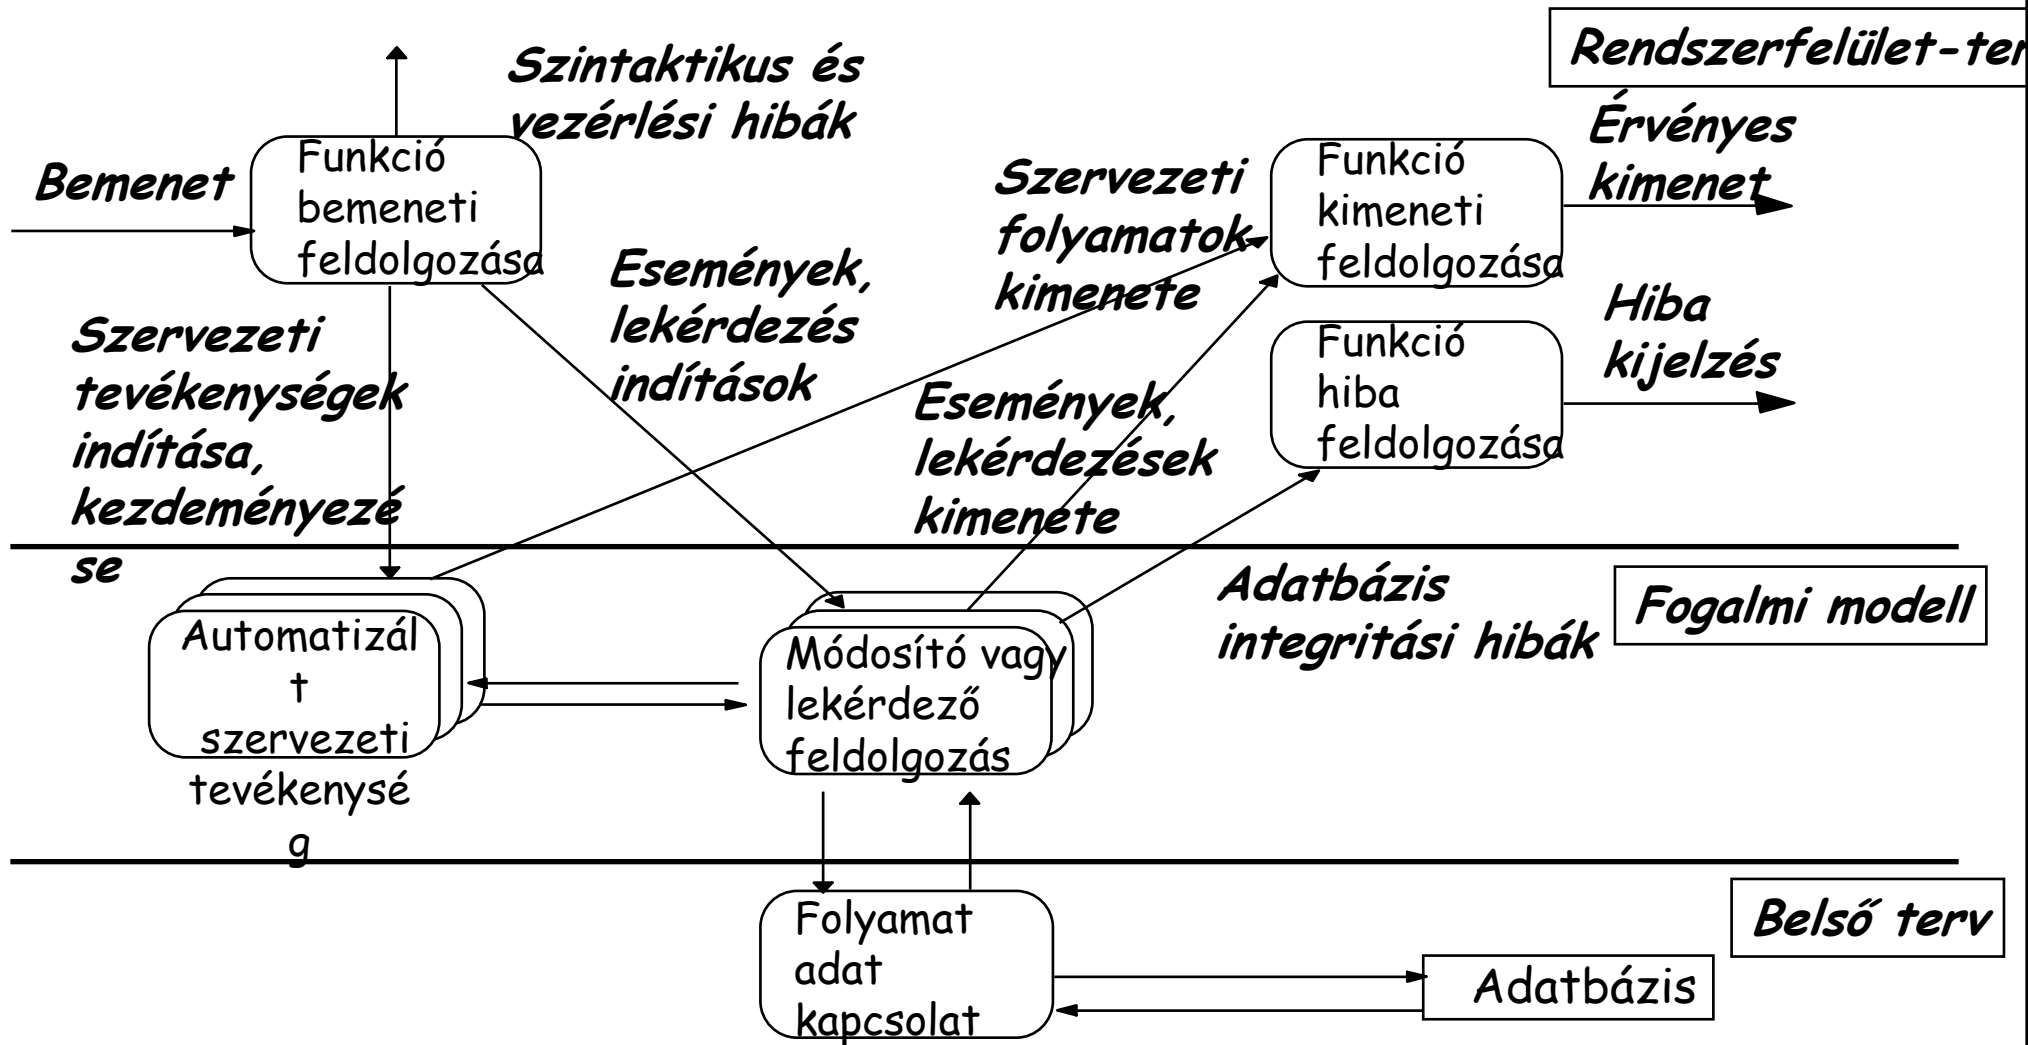 Rendszerfelület-ter
Szintaktikus és
vezérlési hibák
Bemenet
Funkció
bemeneti
feldolgozása
Szervezeti
folyamatok
kimenete
Funkció
kimeneti
feldolgozása
Érvényes
kimenet
Események,
lekérdezés
indítások
Szervezeti
tevékenységek
indítása,
kezdeményezé
se
Események,
lekérdezések
kimenete
Funkció
hiba
feldolgozása
Hiba
kijelzés
Adatbázis
integritási hibák
Fogalmi modell
Automatizál
t
szervezeti
tevékenysé
g
Módosító vagy
lekérdező
feldolgozás
Belső terv
Folyamat
adat
kapcsolat
Adatbázis